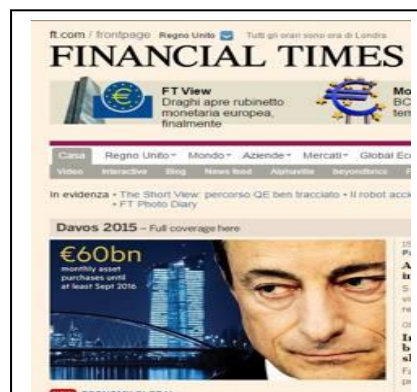 ft.com / frontpage Regno Unito Tutti gli orari sono ora di Londra
FINANCIAL TIMES
FT View
Draghi apre rubinetto
monetaria europea,
finalmente
Mo
BC
Casa Regno Unito Mondo Aziende Mercati Global Ec
Video Interactive Blog News feed Alphaville beyondbrics
In evidenza • The Short View: percorso QE ben tracciato • Il robot
• FT Photo Diary
Davos 2015 – Full coverage here
€60bn
monthly asset
purchases until
at least Sept 2016